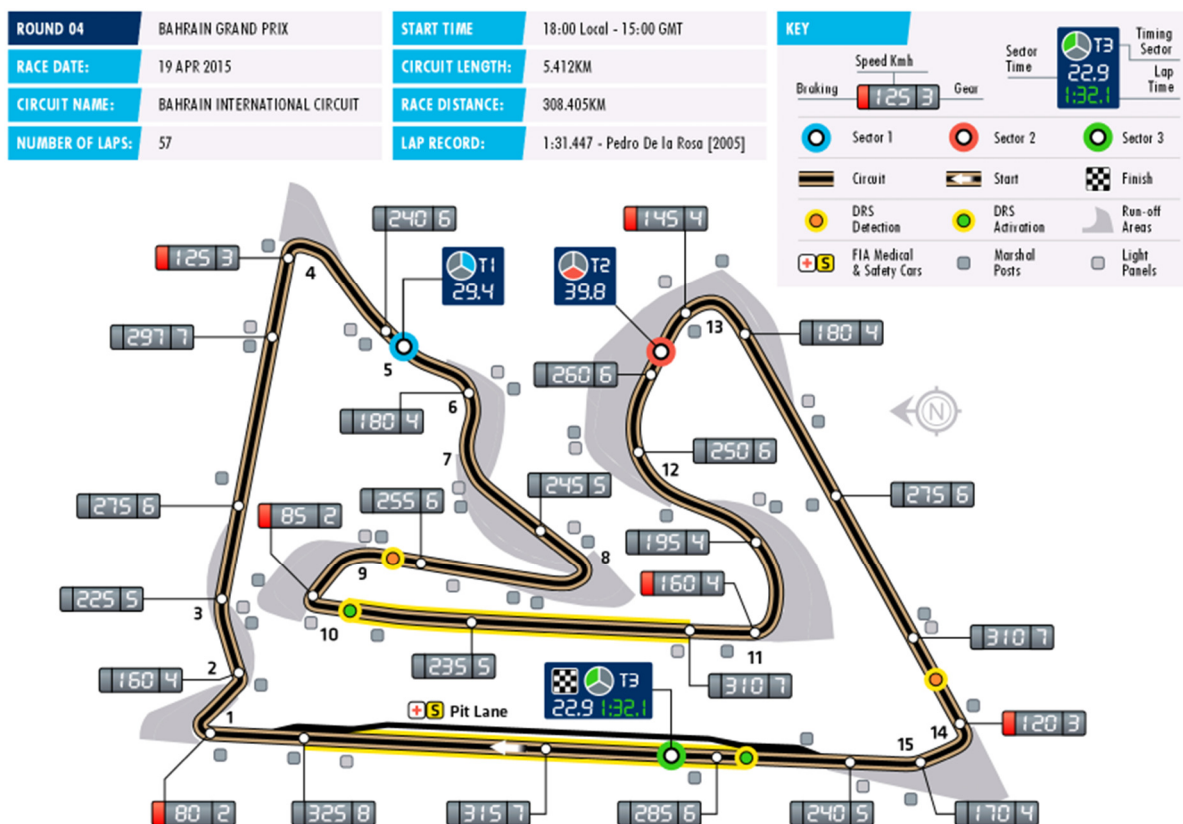 ROUND 04 BAHRAIN GRAND PRIX
RACE DATE: 19 APR 2015
CIRCUIT NAME: BAHRAIN INTERNATIONAL CIRCUIT
NUMBER OF LAPS: 57
START TIME 18:00 Local - 15:00 GMT
CIRCUIT LENGTH: 5.412KM
RACE DISTANCE: 308.405KM
LAP RECORD: 1:31.447 - Pedro De la Rosa [2005]
KEY
Speed Kmh
Braking 125 3 Gear
Sector Time
T3
22.9
1:32.1
Timing Sector
Lap Time
Sector 1
Sector 2
Sector 3
Circuit
Start
Finish
DRS Detection
DRS Activation
Run-off Areas
S FIA Medical & Safety Cars
Marshal Posts
Light Panels
240 6
145 4
125 3
4
T1
29.4
T2
39.8
13
297 7
180 4
5
260 6
6
180 4
7
250 6
12
275 6
255 6
245 5
275 6
85 2
195 4
8
9
160 4
225 5
3
10
11
310 7
2
160 4
235 5
310 7
T3
22.9 1:32.1
S Pit Lane
1
14
120 3
15
80 2
325 8
315 7
285 6
240 5
170 4
N